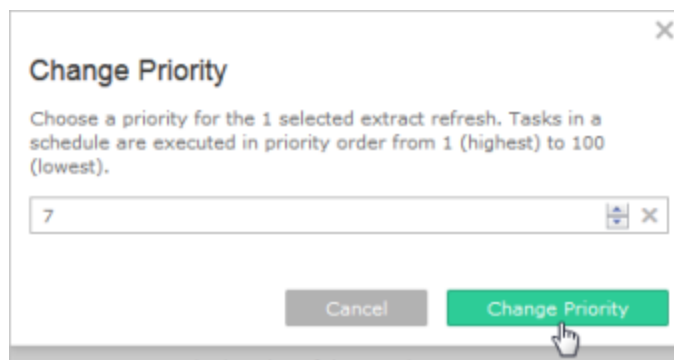 Change Priority
Choose a priority for the 1 selected extract refresh. Tasks in a
schedule are executed in priority order from 1 (highest) to 100
(lowest).
7
Cancel
Change Priority